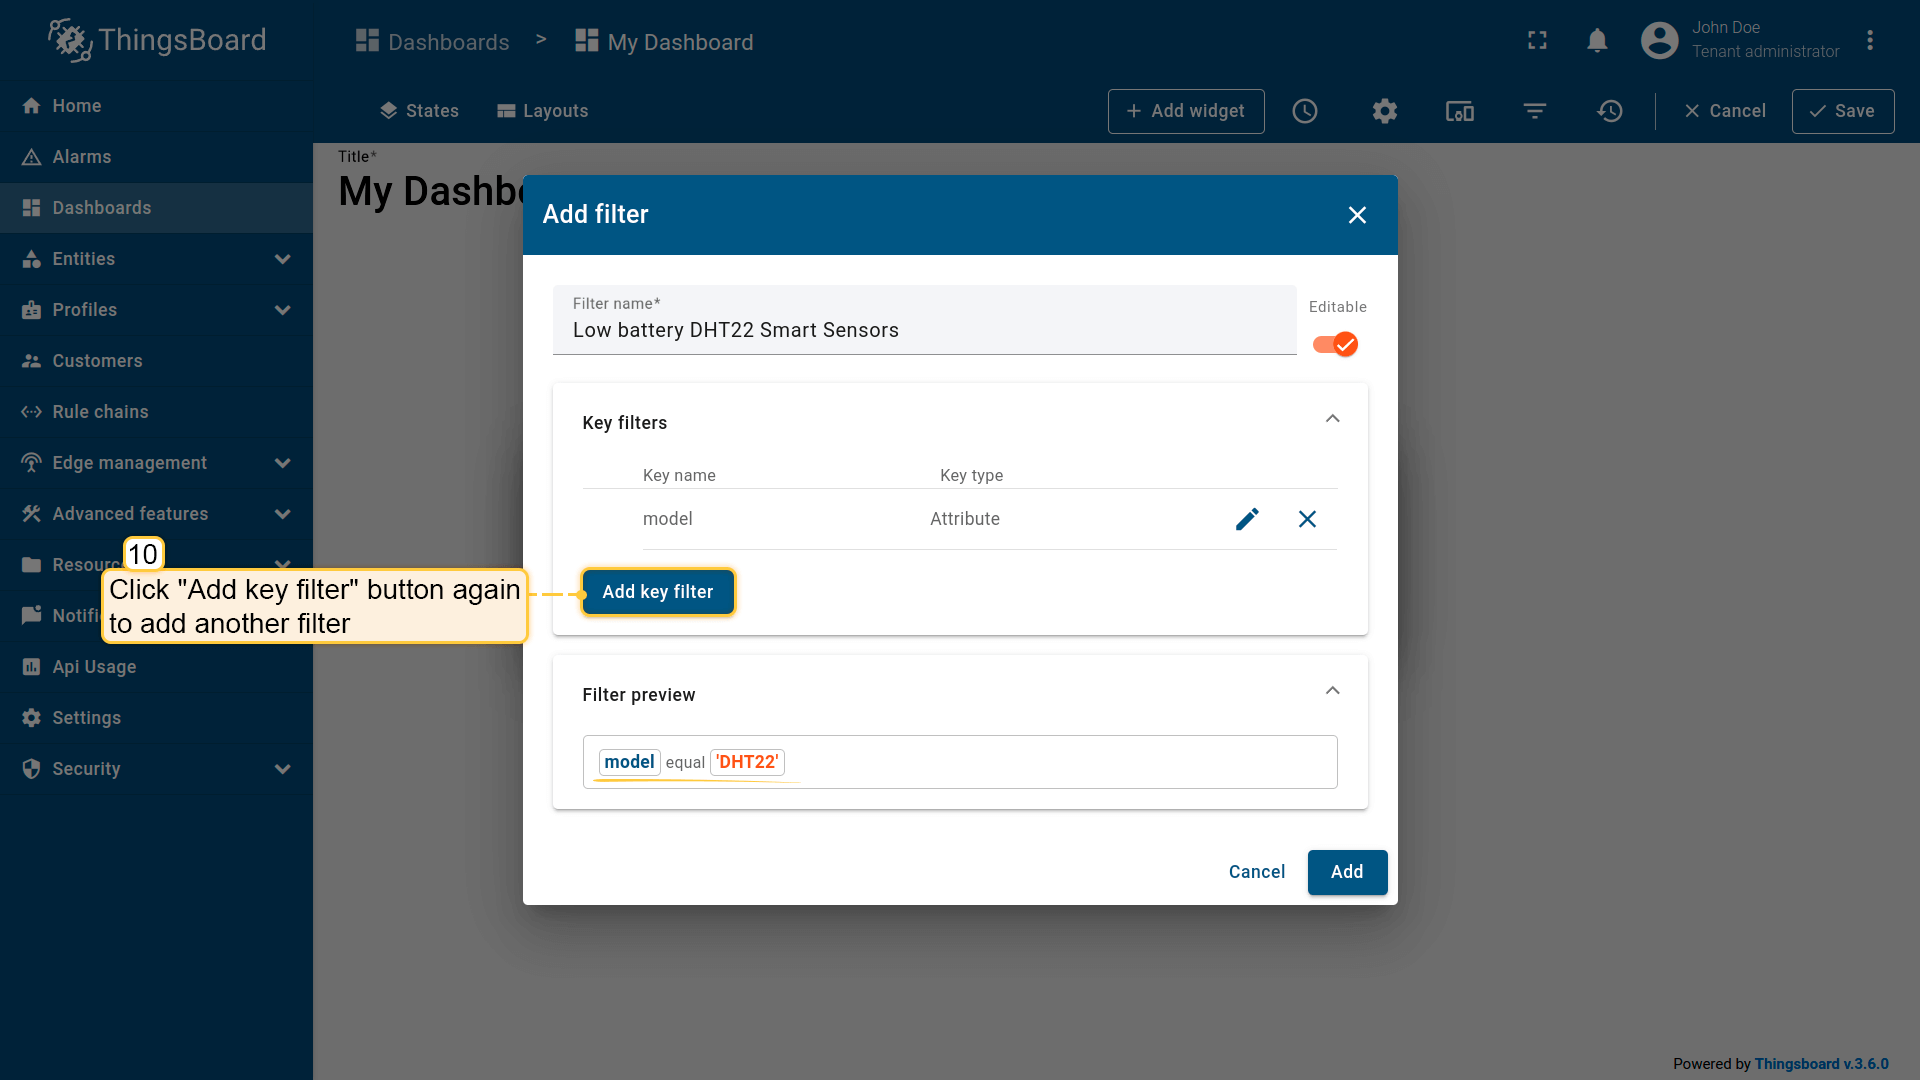 ThingsBoard
Dashboards > My Dashboard
John Doe
Tenant administrator
Home
Alarms
Dashboards
Entities
Profiles
Customers
Rule chains
Edge management
Advanced features
Resourc
Notifi
Api Usage
Settings
Security
States
Layouts
+ Add widget
Cancel
Save
Title*
My Dashbo
Add filter
Filter name*
Low battery DHT22 Smart Sensors
Editable
Key filters
Key name Key type
model Attribute
10
Click "Add key filter" button again
to add another filter
Add key filter
Filter preview
model equal 'DHT22'
Cancel
Add
Powered by Thingsboard v.3.6.0